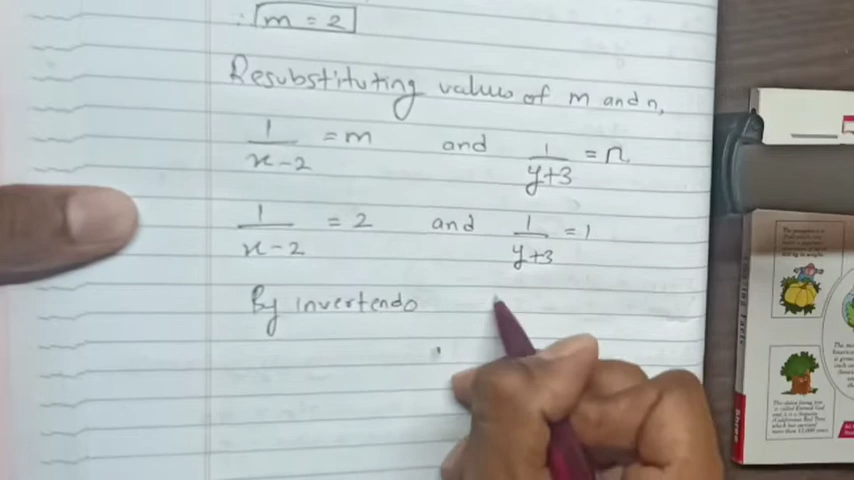 ∴ m = 2
Resubstituting values of m and n,
1/(x-2) = m and 1/(y+3) = n
1/(x-2) = 2 and 1/(y+3) = 1
By invertendo